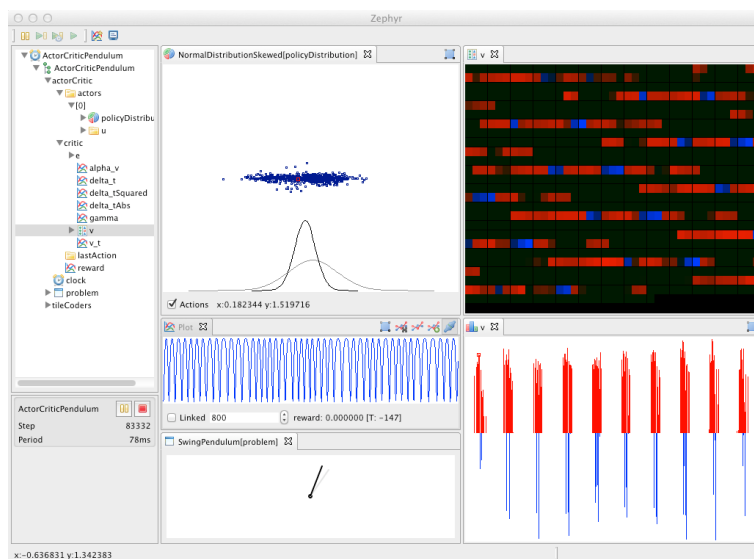 Zephyr
ActorCriticPendulum
ActorCriticPendulum
actorCritic
actors
[0]
policyDistribu
u
critic
e
alpha_v
delta_t
delta_tSquared
delta_tAbs
gamma
v
v_t
lastAction
reward
clock
problem
tileCoders
ActorCriticPendulum
Step 83332
Period 78ms
NormalDistributionSkewed[policyDistribution]
Actions x:0.182344 y:1.519716
Plot
Linked 800 reward: 0.000000 [T: -147]
SwingPendulum[problem]
v
v
x:-0.636831 y:1.342383